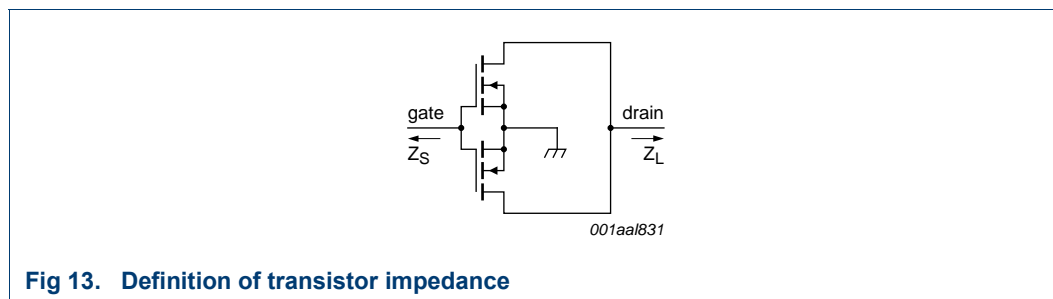 gate
drain
Z_S
Z_L
001aal831
Fig 13. Definition of transistor impedance